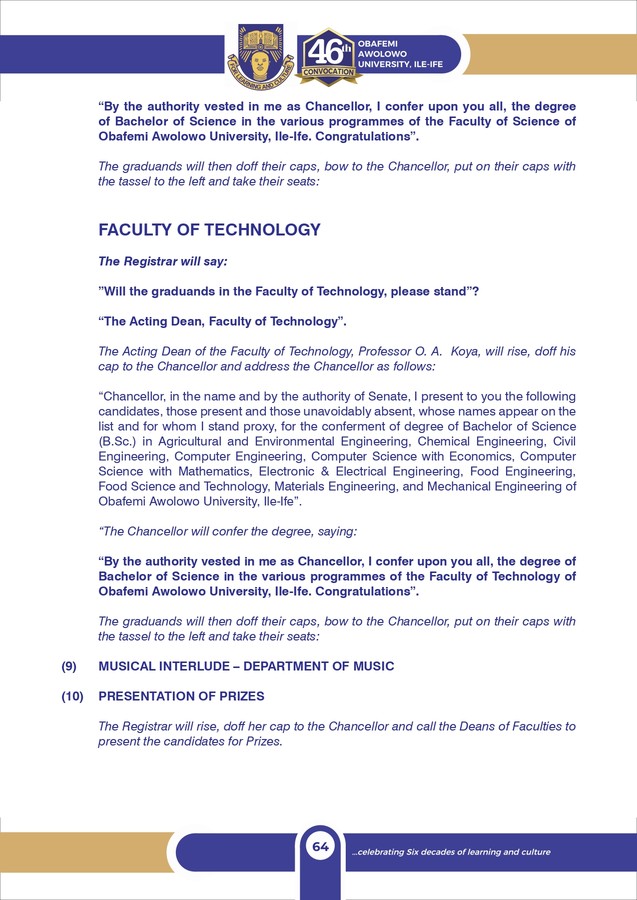 FOR LEARNING AND CULTURE
46th
CONVOCATION
OBAFEMI
AWOLOWO
UNIVERSITY, ILE-IFE
“By the authority vested in me as Chancellor, I confer upon you all, the degree
of Bachelor of Science in the various programmes of the Faculty of Science of
Obafemi Awolowo University, Ile-Ife. Congratulations”.
The graduands will then doff their caps, bow to the Chancellor, put on their caps with
the tassel to the left and take their seats:
FACULTY OF TECHNOLOGY
The Registrar will say:
”Will the graduands in the Faculty of Technology, please stand”?
“The Acting Dean, Faculty of Technology”.
The Acting Dean of the Faculty of Technology, Professor O. A. Koya, will rise, doff his
cap to the Chancellor and address the Chancellor as follows:
“Chancellor, in the name and by the authority of Senate, I present to you the following
candidates, those present and those unavoidably absent, whose names appear on the
list and for whom I stand proxy, for the conferment of degree of Bachelor of Science
(B.Sc.) in Agricultural and Environmental Engineering, Chemical Engineering, Civil
Engineering, Computer Engineering, Computer Science with Economics, Computer
Science with Mathematics, Electronic & Electrical Engineering, Food Engineering,
Food Science and Technology, Materials Engineering, and Mechanical Engineering of
Obafemi Awolowo University, Ile-Ife”.
“The Chancellor will confer the degree, saying:
“By the authority vested in me as Chancellor, I confer upon you all, the degree of
Bachelor of Science in the various programmes of the Faculty of Technology of
Obafemi Awolowo University, Ile-Ife. Congratulations”.
The graduands will then doff their caps, bow to the Chancellor, put on their caps with
the tassel to the left and take their seats:
(9) MUSICAL INTERLUDE – DEPARTMENT OF MUSIC
(10) PRESENTATION OF PRIZES
The Registrar will rise, doff her cap to the Chancellor and call the Deans of Faculties to
present the candidates for Prizes.
64
...celebrating Six decades of learning and culture